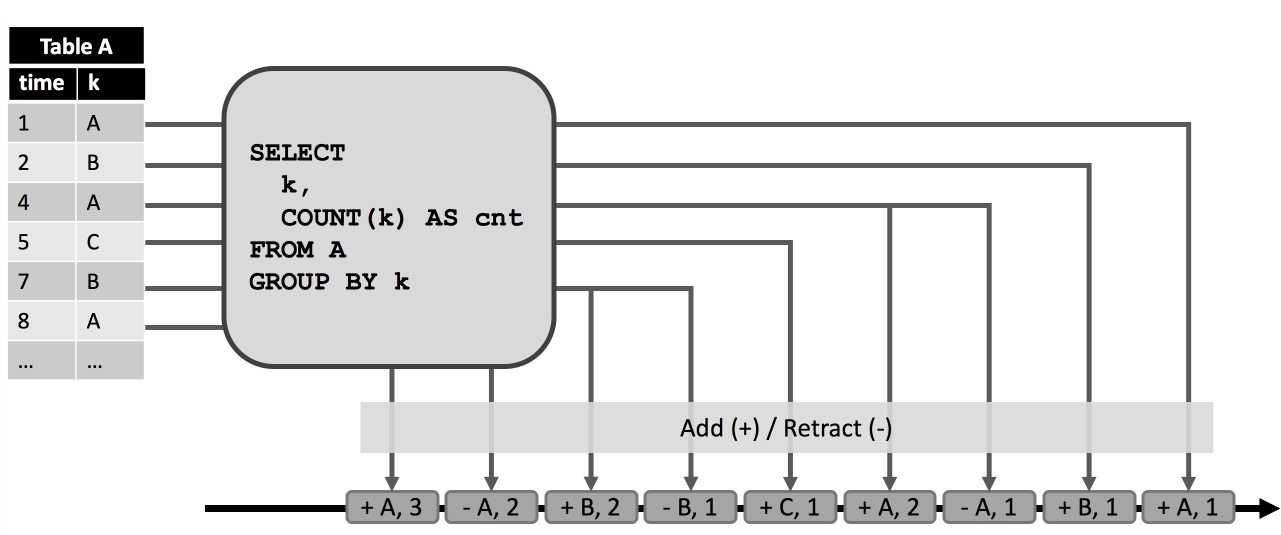 Table A
time k
1 A
2 B
4 A
5 C
7 B
8 A
... ...
SELECT
k,
COUNT(k) AS cnt
FROM A
GROUP BY k
Add (+) / Retract (-)
+ A, 3 - A, 2 + B, 2 - B, 1 + C, 1 + A, 2 - A, 1 + B, 1 + A, 1